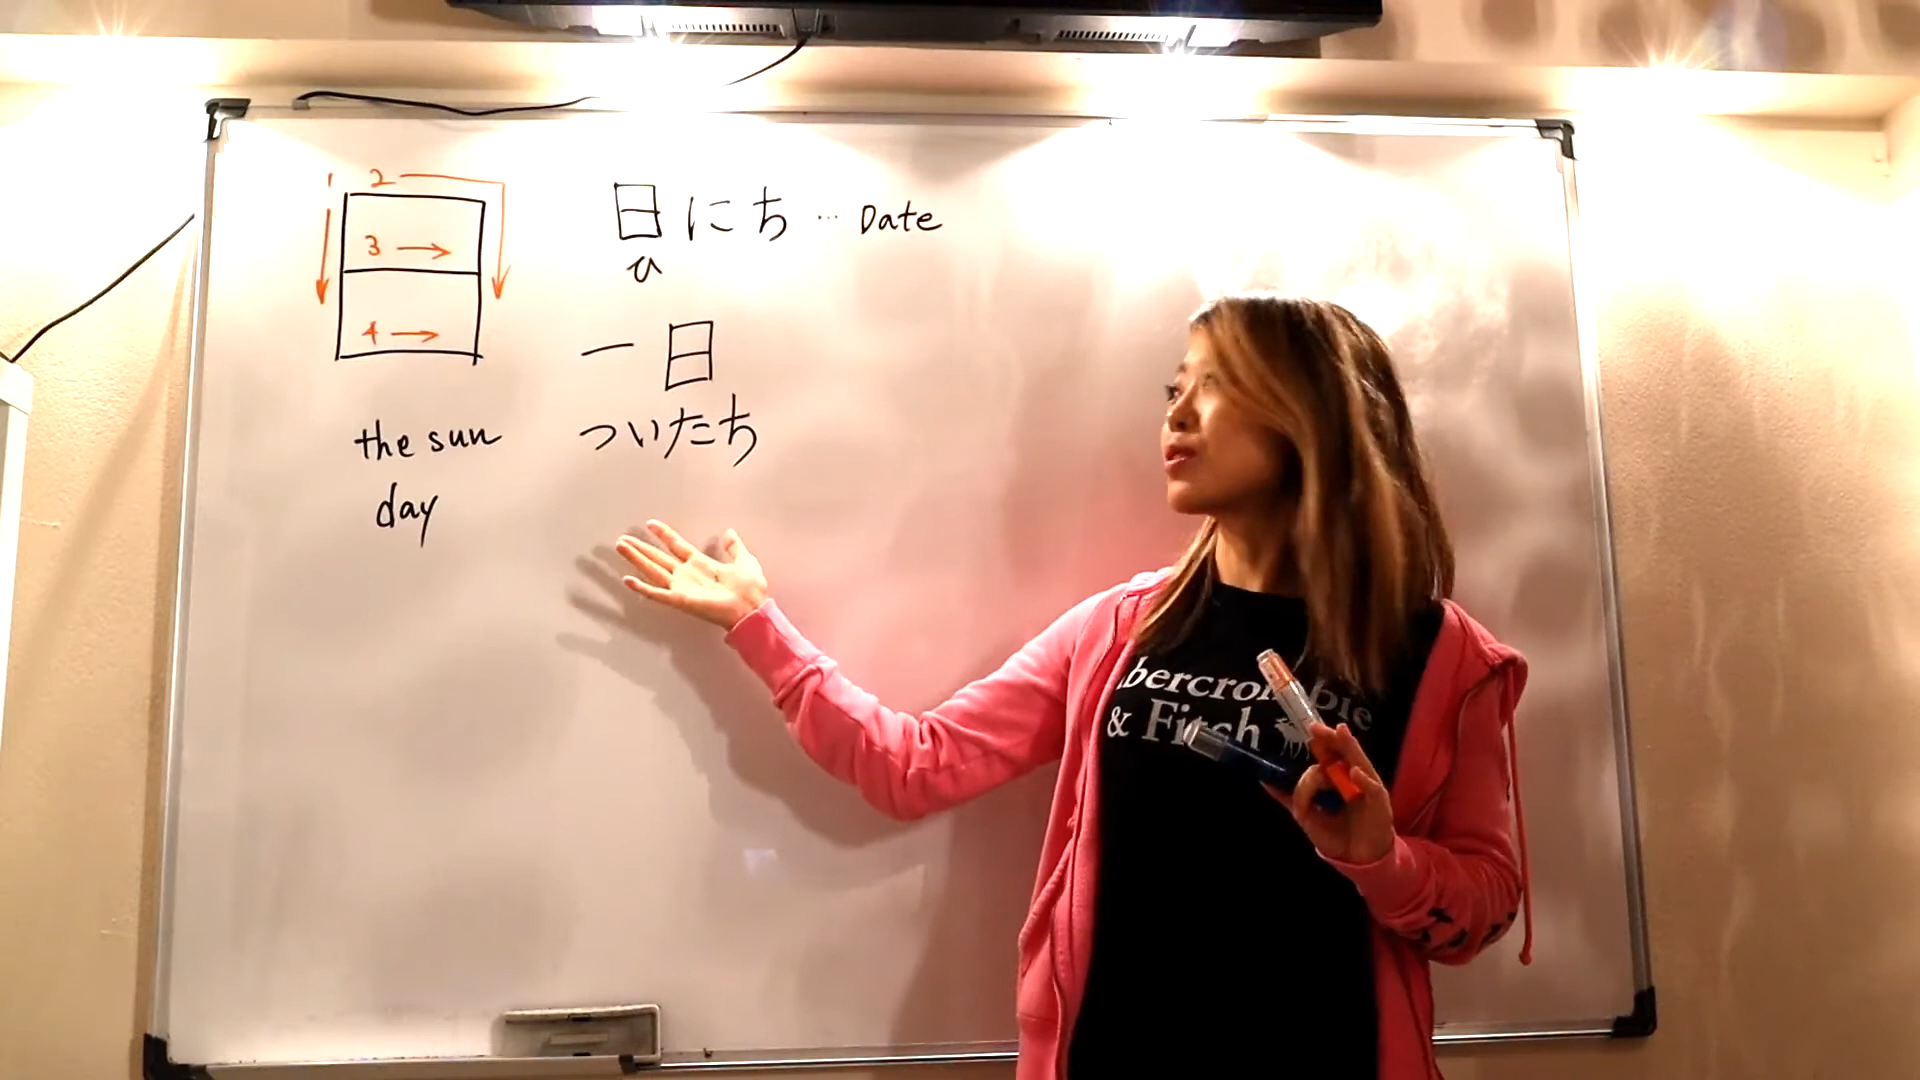 1 2
3
4
the sun
day
日にち … Date
ひ
一日
ついたち
bercrombie
& Fitch